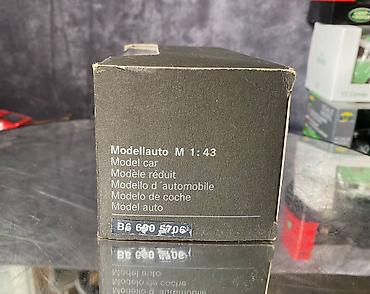 Modellauto M 1:43
Model car
Modèle réduit
Modello d´automobile
Modelo de coche
Model auto
B6 600 5706